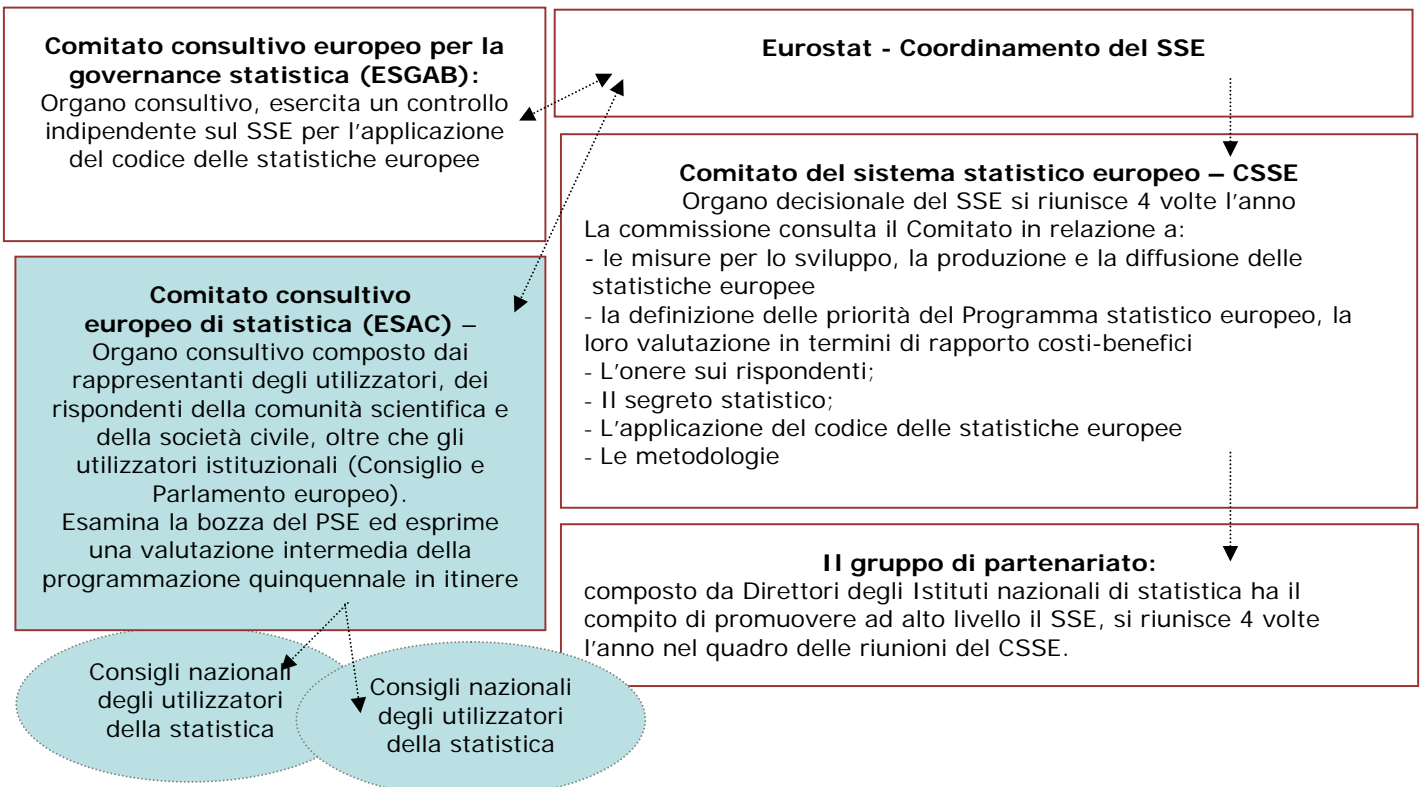 Comitato consultivo europeo per la
governance statistica (ESGAB):
Organo consultivo, esercita un controllo
indipendente sul SSE per l'applicazione
del codice delle statistiche europee
Eurostat - Coordinamento del SSE
Comitato del sistema statistico europeo – CSSE
Organo decisionale del SSE si riunisce 4 volte l'anno
La commissione consulta il Comitato in relazione a:
- le misure per lo sviluppo, la produzione e la diffusione delle
statistiche europee
- la definizione delle priorità del Programma statistico europeo, la
loro valutazione in termini di rapporto costi-benefici
- L'onere sui rispondenti;
- Il segreto statistico;
- L'applicazione del codice delle statistiche europee
- Le metodologie
Comitato consultivo
europeo di statistica (ESAC) –
Organo consultivo composto dai
rappresentanti degli utilizzatori, dei
rispondenti della comunità scientifica e
della società civile, oltre che gli
utilizzatori istituzionali (Consiglio e
Parlamento europeo).
Esamina la bozza del PSE ed esprime
una valutazione intermedia della
programmazione quinquennale in itinere
Il gruppo di partenariato:
composto da Direttori degli Istituti nazionali di statistica ha il
compito di promuovere ad alto livello il SSE, si riunisce 4 volte
l'anno nel quadro delle riunioni del CSSE.
Consigli nazionali
degli utilizzatori
della statistica
Consigli nazionali
degli utilizzatori
della statistica